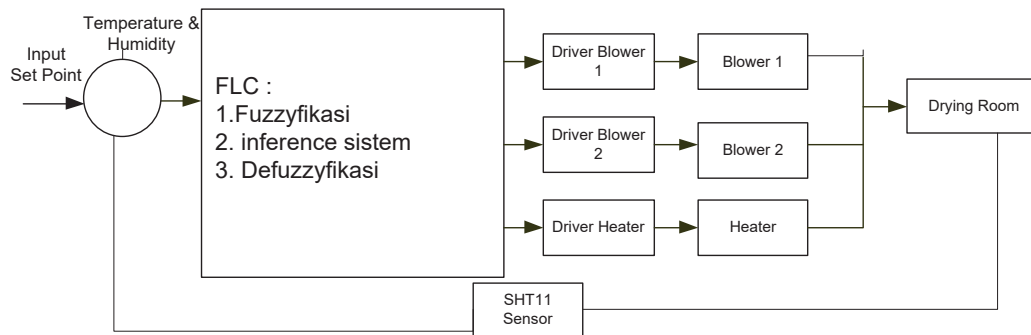 Temperature &
Humidity
Input
Set Point
FLC :
1.Fuzzyfikasi
2. inference sistem
3. Defuzzyfikasi
Driver Blower
1
Blower 1
Driver Blower
2
Blower 2
Driver Heater
Heater
Drying Room
SHT11
Sensor